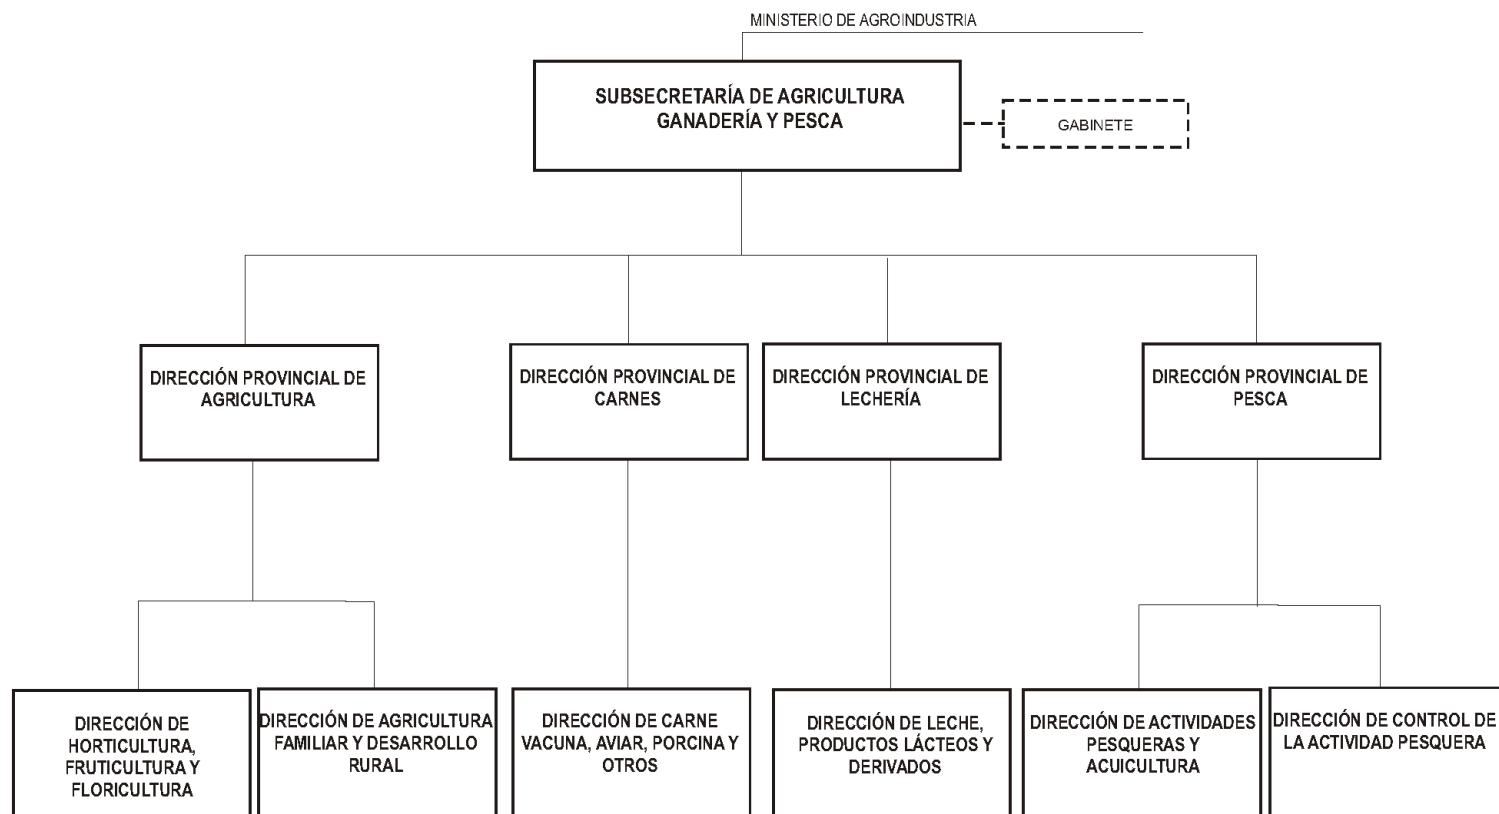 MINISTERIO DE AGROINDUSTRIA
SUBSECRETARÍA DE AGRICULTURA
GANADERÍA Y PESCA
GABINETE
DIRECCIÓN PROVINCIAL DE
AGRICULTURA
DIRECCIÓN PROVINCIAL DE
CARNES
DIRECCIÓN PROVINCIAL DE
LECHERÍA
DIRECCIÓN PROVINCIAL DE
PESCA
DIRECCIÓN DE
HORTICULTURA,
FRUTICULTURA Y
FLORICULTURA
DIRECCIÓN DE AGRICULTURA
FAMILIAR Y DESARROLLO
RURAL
DIRECCIÓN DE CARNE
VACUNA, AVIAR, PORCINA Y
OTROS
DIRECCIÓN DE LECHE,
PRODUCTOS LÁCTEOS Y
DERIVADOS
DIRECCIÓN DE ACTIVIDADES
PESQUERAS Y
ACUICULTURA
DIRECCIÓN DE CONTROL DE
LA ACTIVIDAD PESQUERA